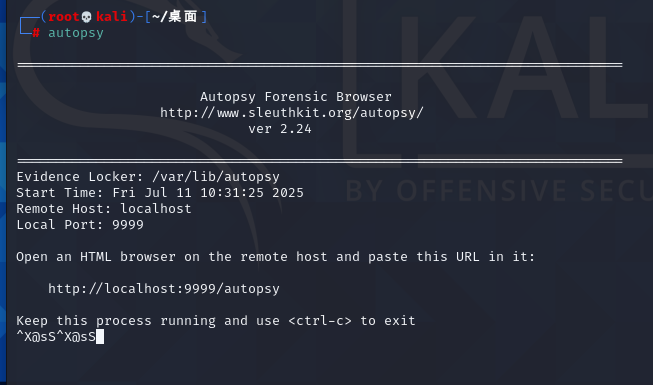 ┌──(root💀kali)-[~/桌面]
└─# autopsy
============================================================================
Autopsy Forensic Browser
http://www.sleuthkit.org/autopsy/
ver 2.24
============================================================================
Evidence Locker: /var/lib/autopsy
Start Time: Fri Jul 11 10:31:25 2025
Remote Host: localhost
Local Port: 9999
Open an HTML browser on the remote host and paste this URL in it:
http://localhost:9999/autopsy
Keep this process running and use <ctrl-c> to exit
^X@sS^X@sS
KAL
BY OFFENSIVE SECU